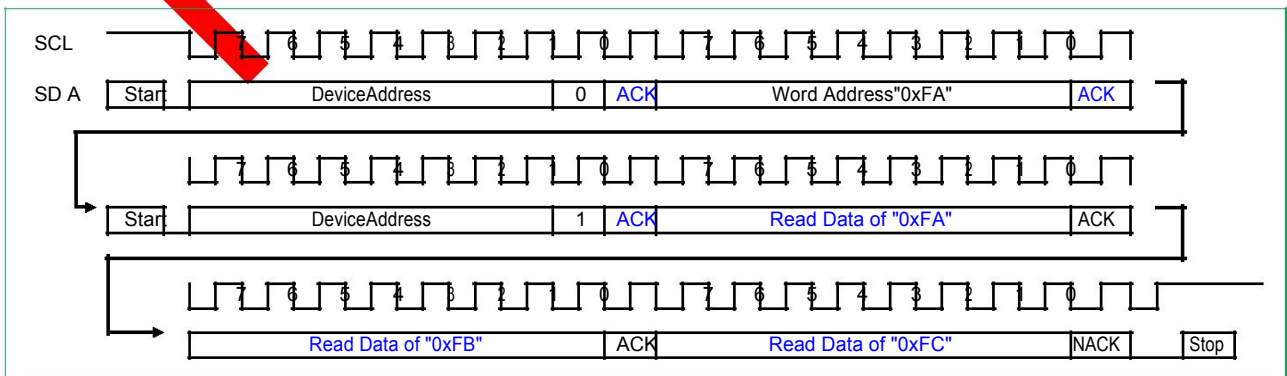 SCL 7 6 5 4 3 2 1 0 7 6 5 4 3 2 1 0
SD A Start DeviceAddress 0 ACK Word Address"0xFA" ACK
7 6 5 4 3 2 1 0 7 6 5 4 3 2 1 0
Start DeviceAddress 1 ACK Read Data of "0xFA" ACK
7 6 5 4 3 2 1 0 7 6 5 4 3 2 1 0
Read Data of "0xFB" ACK Read Data of "0xFC" NACK Stop